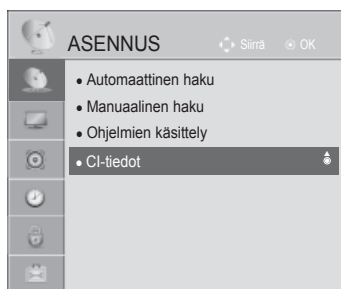 ASENNUS Siirrä OK
• Automaattinen haku
• Manuaalinen haku
• Ohjelmien käsittely
• CI-tiedot